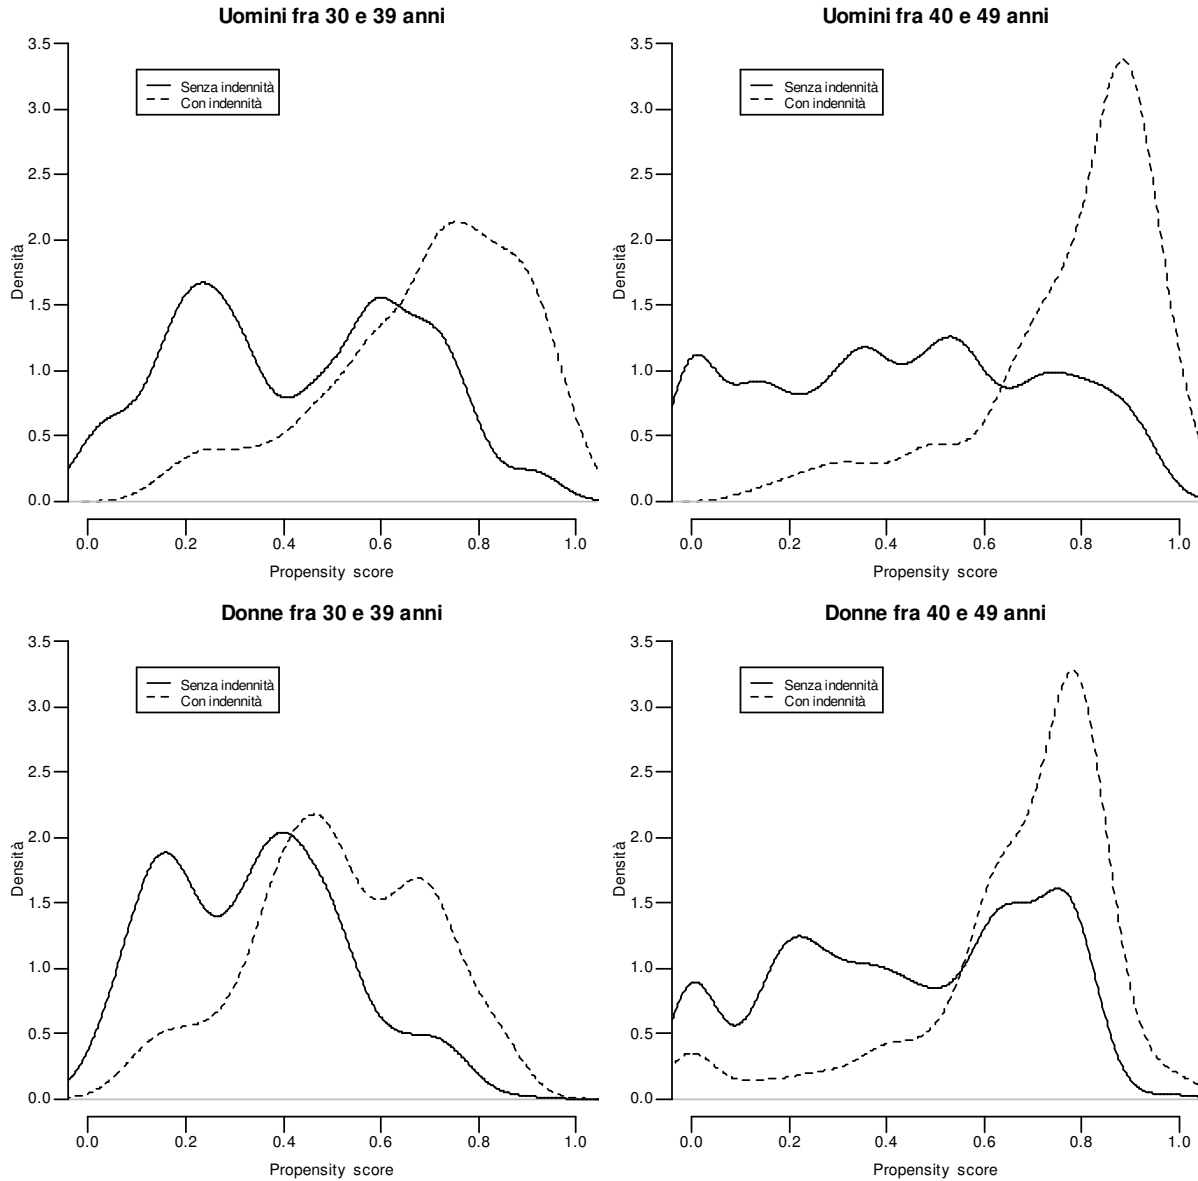 Uomini fra 30 e 39 anni
3.5
3.0
2.5
2.0
1.5
1.0
0.5
0.0
Densità
Senza indennità
Con indennità
0.0 0.2 0.4 0.6 0.8 1.0
Propensity score
Uomini fra 40 e 49 anni
3.5
3.0
2.5
2.0
1.5
1.0
0.5
0.0
Densità
Senza indennità
Con indennità
0.0 0.2 0.4 0.6 0.8 1.0
Propensity score
Donne fra 30 e 39 anni
3.5
3.0
2.5
2.0
1.5
1.0
0.5
0.0
Densità
Senza indennità
Con indennità
0.0 0.2 0.4 0.6 0.8 1.0
Propensity score
Donne fra 40 e 49 anni
3.5
3.0
2.5
2.0
1.5
1.0
0.5
0.0
Densità
Senza indennità
Con indennità
0.0 0.2 0.4 0.6 0.8 1.0
Propensity score